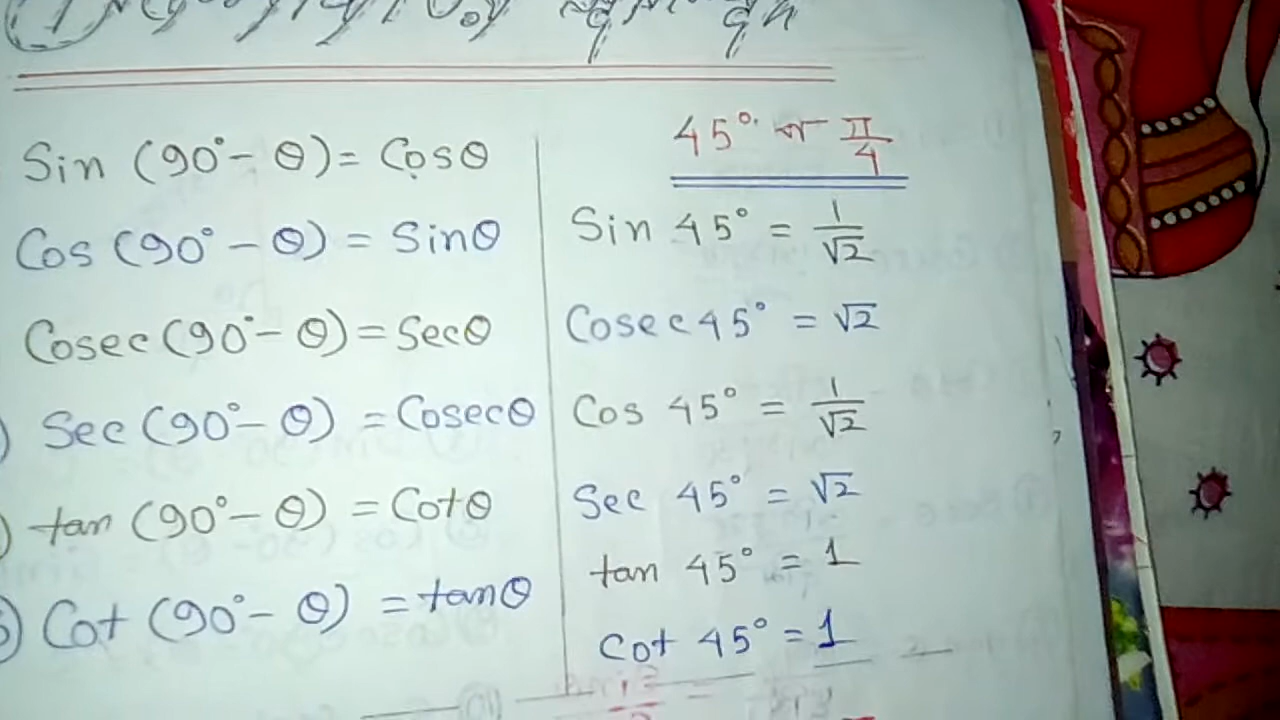 Sin (90° - θ) = Cosθ
Cos (90° - θ) = Sinθ
Cosec (90° - θ) = Secθ
Sec (90° - θ) = Cosecθ
tan (90° - θ) = Cotθ
Cot (90° - θ) = tanθ
45° বা π/4
Sin 45° = 1/√2
Cosec 45° = √2
Cos 45° = 1/√2
Sec 45° = √2
tan 45° = 1
Cot 45° = 1